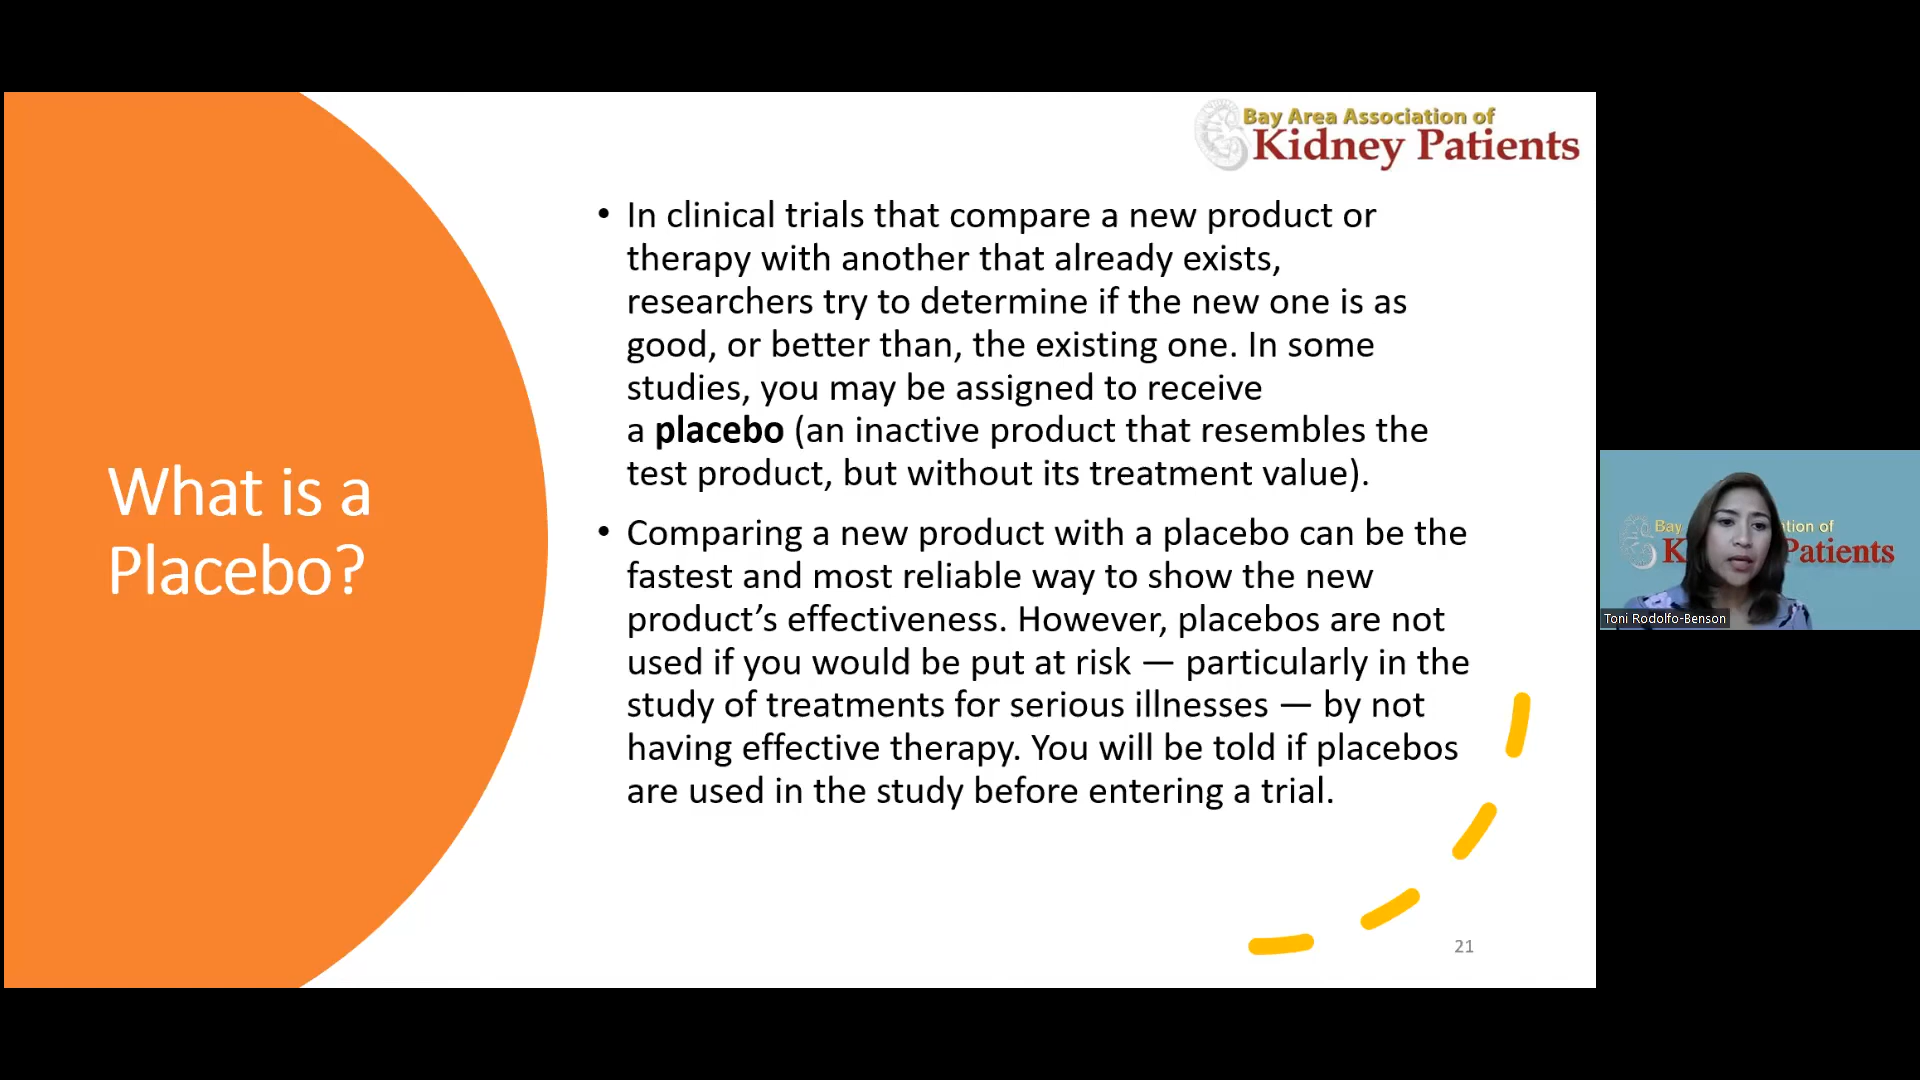 Bay Area Association of
Kidney Patients
What is a
Placebo?
• In clinical trials that compare a new product or
therapy with another that already exists,
researchers try to determine if the new one is as
good, or better than, the existing one. In some
studies, you may be assigned to receive
a placebo (an inactive product that resembles the
test product, but without its treatment value).
• Comparing a new product with a placebo can be the
fastest and most reliable way to show the new
product’s effectiveness. However, placebos are not
used if you would be put at risk — particularly in the
study of treatments for serious illnesses — by not
having effective therapy. You will be told if placebos
are used in the study before entering a trial.
21
Bay
of
Patients
Toni Rodolfo-Benson